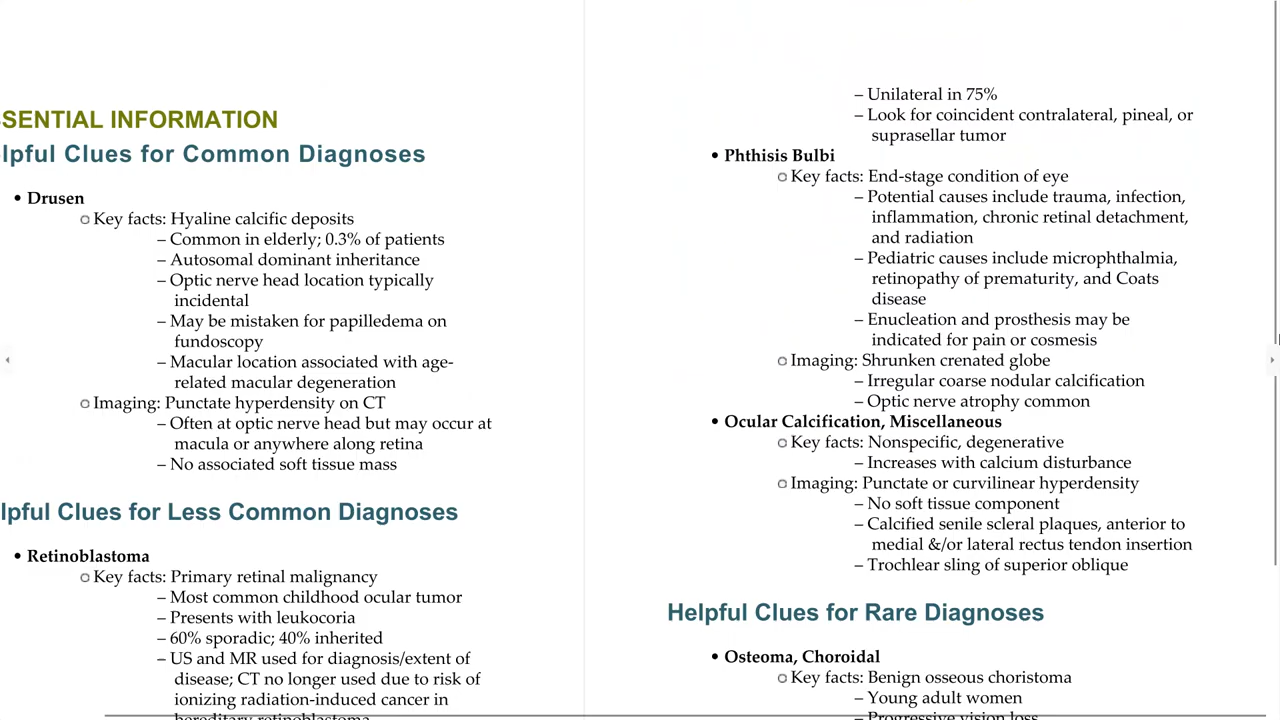 SENTIAL INFORMATION
lpful Clues for Common Diagnoses
• Drusen
Key facts: Hyaline calcific deposits
– Common in elderly; 0.3% of patients
– Autosomal dominant inheritance
– Optic nerve head location typically
incidental
– May be mistaken for papilledema on
fundoscopy
– Macular location associated with age-
related macular degeneration
Imaging: Punctate hyperdensity on CT
– Often at optic nerve head but may occur at
macula or anywhere along retina
– No associated soft tissue mass
lpful Clues for Less Common Diagnoses
• Retinoblastoma
Key facts: Primary retinal malignancy
– Most common childhood ocular tumor
– Presents with leukocoria
– 60% sporadic; 40% inherited
– US and MR used for diagnosis/extent of
disease; CT no longer used due to risk of
ionizing radiation-induced cancer in
hereditary retinoblastoma
– Unilateral in 75%
– Look for coincident contralateral, pineal, or
suprasellar tumor
• Phthisis Bulbi
Key facts: End-stage condition of eye
– Potential causes include trauma, infection,
inflammation, chronic retinal detachment,
and radiation
– Pediatric causes include microphthalmia,
retinopathy of prematurity, and Coats
disease
– Enucleation and prosthesis may be
indicated for pain or cosmesis
Imaging: Shrunken crenated globe
– Irregular coarse nodular calcification
– Optic nerve atrophy common
• Ocular Calcification, Miscellaneous
Key facts: Nonspecific, degenerative
– Increases with calcium disturbance
Imaging: Punctate or curvilinear hyperdensity
– No soft tissue component
– Calcified senile scleral plaques, anterior to
medial &/or lateral rectus tendon insertion
– Trochlear sling of superior oblique
Helpful Clues for Rare Diagnoses
• Osteoma, Choroidal
Key facts: Benign osseous choristoma
– Young adult women
– Progressive vision loss